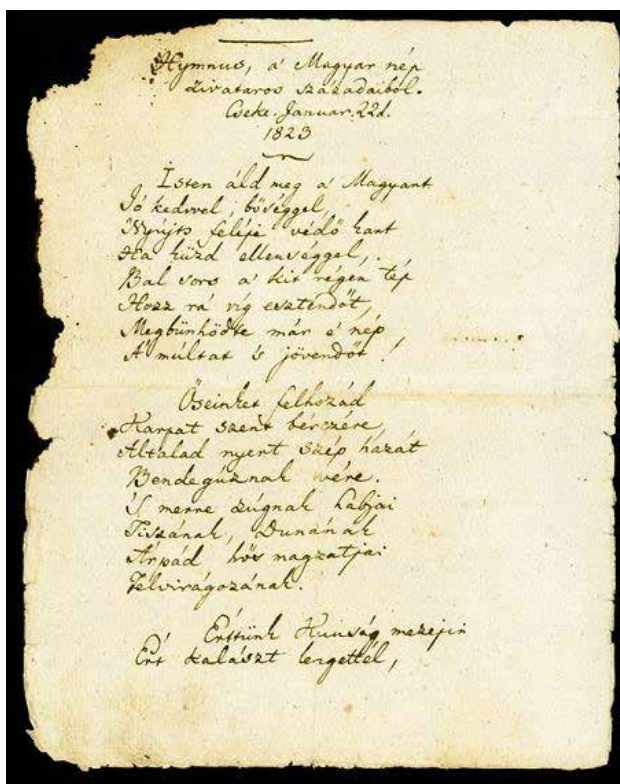 Hymnus, a' Magyar nép
zivataros századaiból.
Cseke. Januar. 22d.
1823
Isten áld meg a' Magyart
Jó kedvvel, bőséggel,
Nyújts feléje védő kart
Ha küzd ellenséggel,
Bal sors a' kit régen tép
Hozz rá víg esztendőt,
Megbűnhödte már e' nép
A' múltat 's jövendőt!
Őseinket felhozád
Kárpát szent bérczére,
Általad nyert szép hazát
Bendegúznak vére.
'S merre zúgnak habjai
Tiszának, Dunának
Árpád hős magzatjai
Felvirágozának.
Értünk Kunság mezejin
Ért kalászt lengettél,